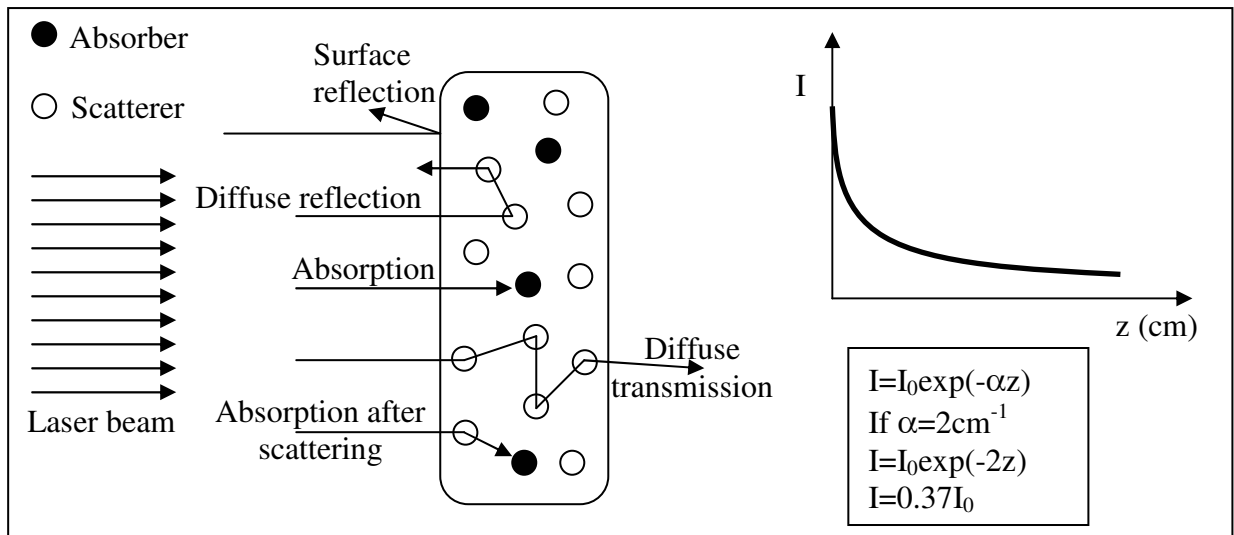 Absorber
Scatterer
Surface
reflection
Diffuse reflection
Absorption
Diffuse
transmission
Absorption after
scattering
Laser beam
I
z (cm)
I=I₀exp(-αz)
If α=2cm⁻¹
I=I₀exp(-2z)
I=0.37I₀